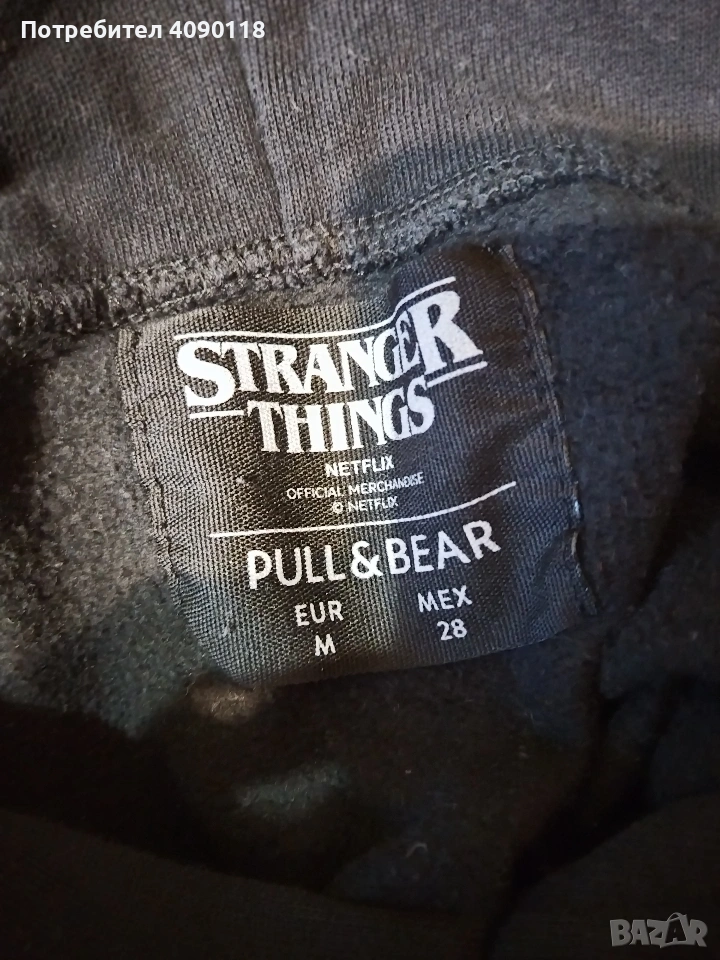 Потребител 4090118
STRANGER
THINGS
NETFLIX
OFFICIAL MERCHANDISE
© NETFLIX
PULL&BEAR
EUR MEX
M 28
BAZAR